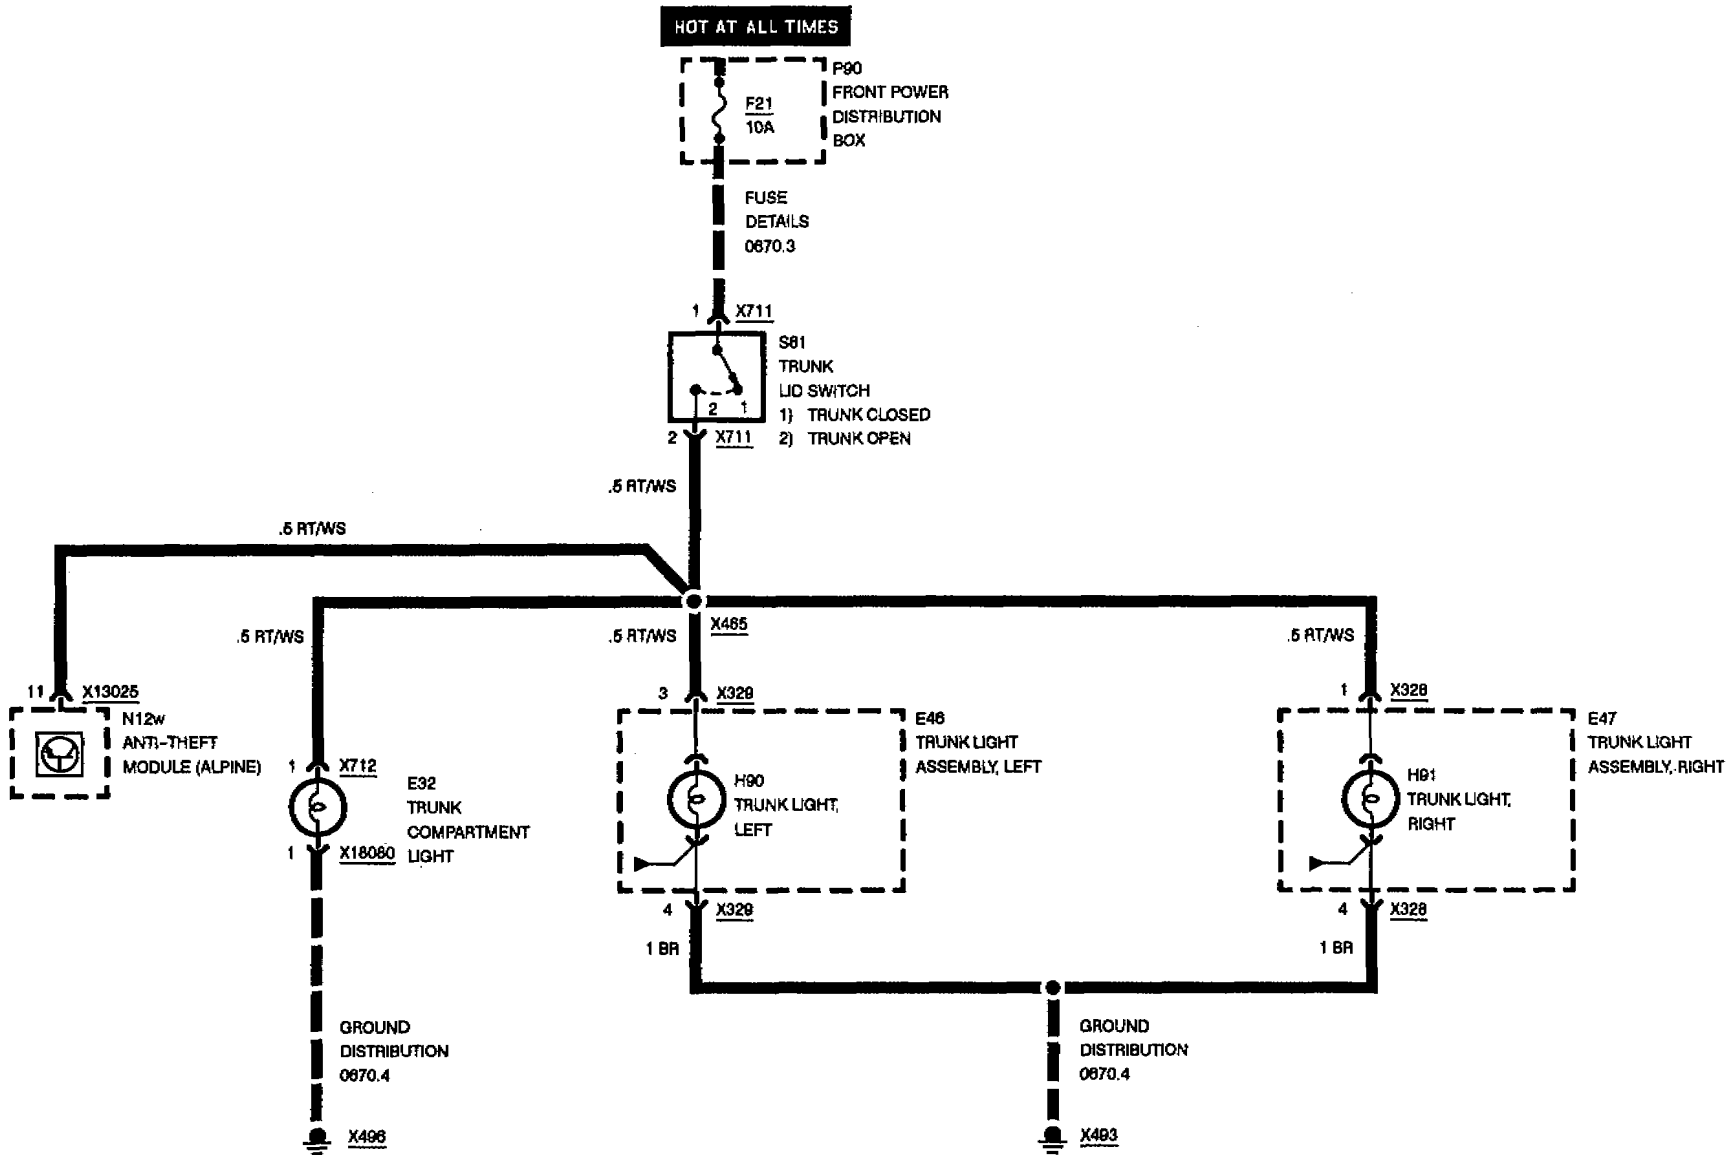 HOT AT ALL TIMES
P90
FRONT POWER
DISTRIBUTION
BOX
F21
10A
FUSE
DETAILS
0670.3
1 X711
S61
TRUNK
LID SWITCH
1) TRUNK CLOSED
2) TRUNK OPEN
2 1
2 X711
.5 RT/WS
.5 RT/WS
X465
.5 RT/WS
.5 RT/WS
.5 RT/WS
11 X13025
N12w
ANTI-THEFT
MODULE (ALPINE)
1 X712
E32
TRUNK
COMPARTMENT
LIGHT
1 X18080
3 X329
E46
TRUNK LIGHT
ASSEMBLY, LEFT
H90
TRUNK LIGHT,
LEFT
4 X329
1 BR
1 X328
E47
TRUNK LIGHT
ASSEMBLY, RIGHT
H91
TRUNK LIGHT,
RIGHT
4 X328
1 BR
GROUND
DISTRIBUTION
0670.4
X496
GROUND
DISTRIBUTION
0670.4
X493